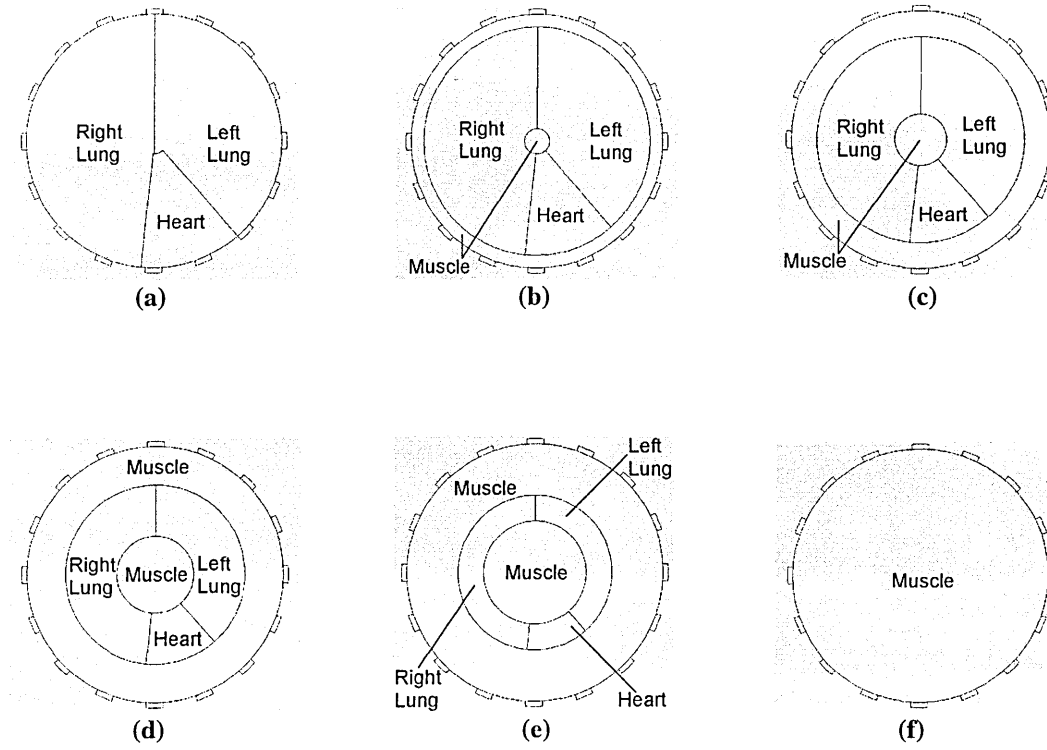 Right
Lung
Left
Lung
Heart
(a)
Right
Lung
Left
Lung
Heart
Muscle
(b)
Right
Lung
Left
Lung
Heart
Muscle
(c)
Muscle
Right
Lung
Muscle
Left
Lung
Heart
(d)
Left
Lung
Muscle
Muscle
Right
Lung
Heart
(e)
Muscle
(f)